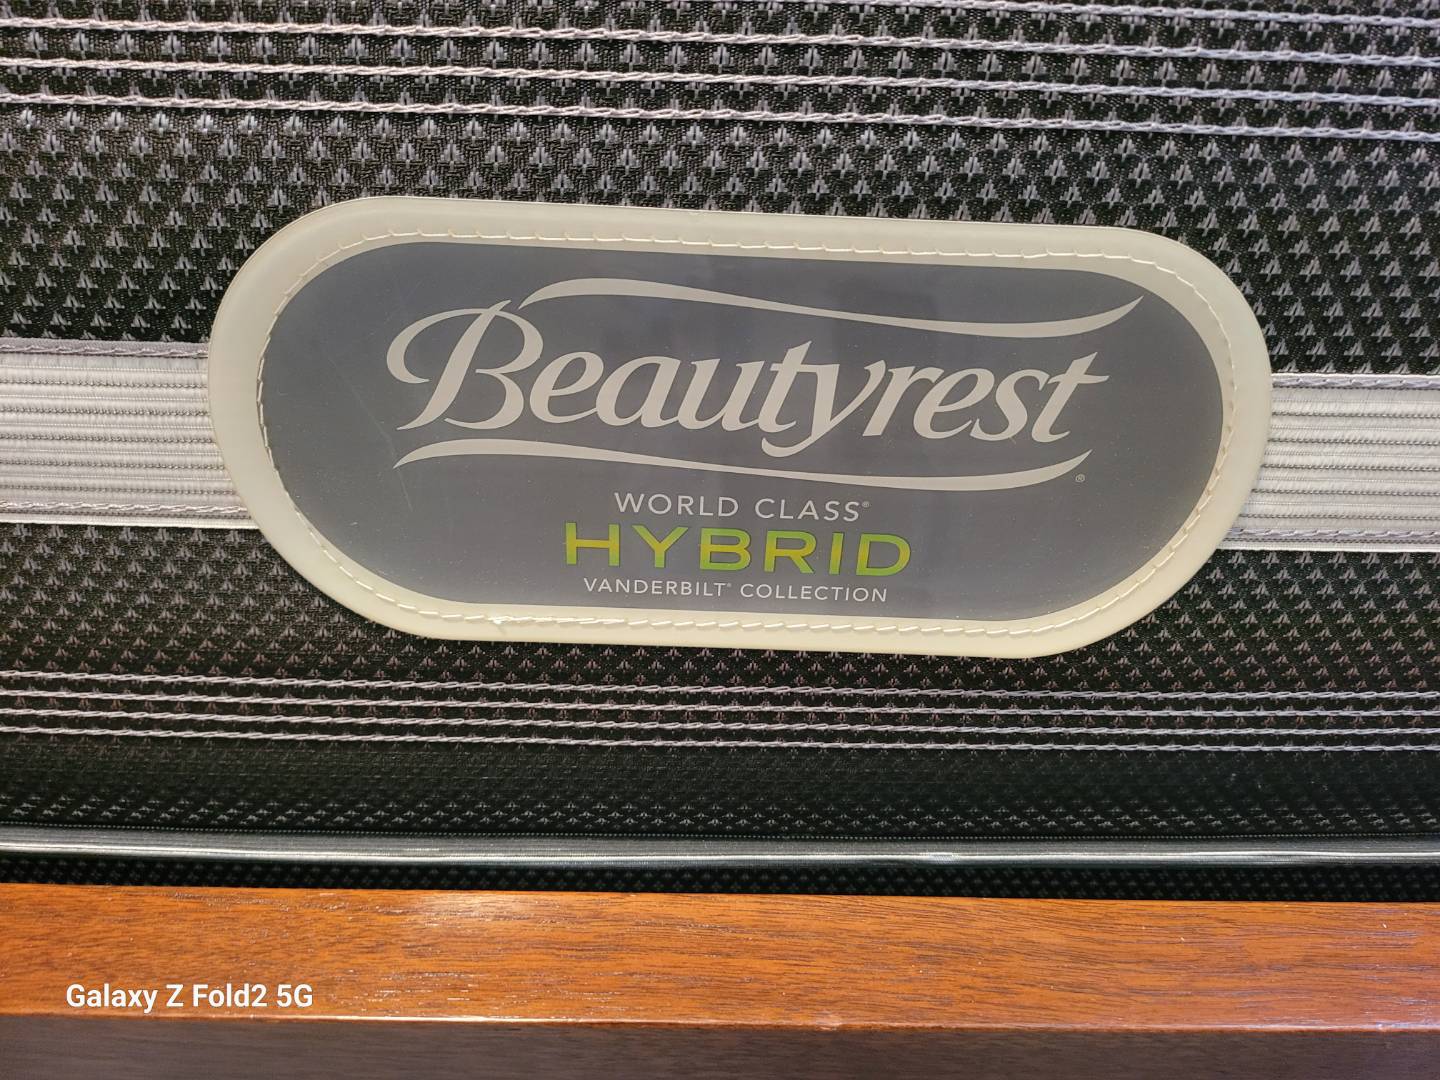 Beautyrest®
WORLD CLASS®
HYBRID
VANDERBILT® COLLECTION
Galaxy Z Fold2 5G